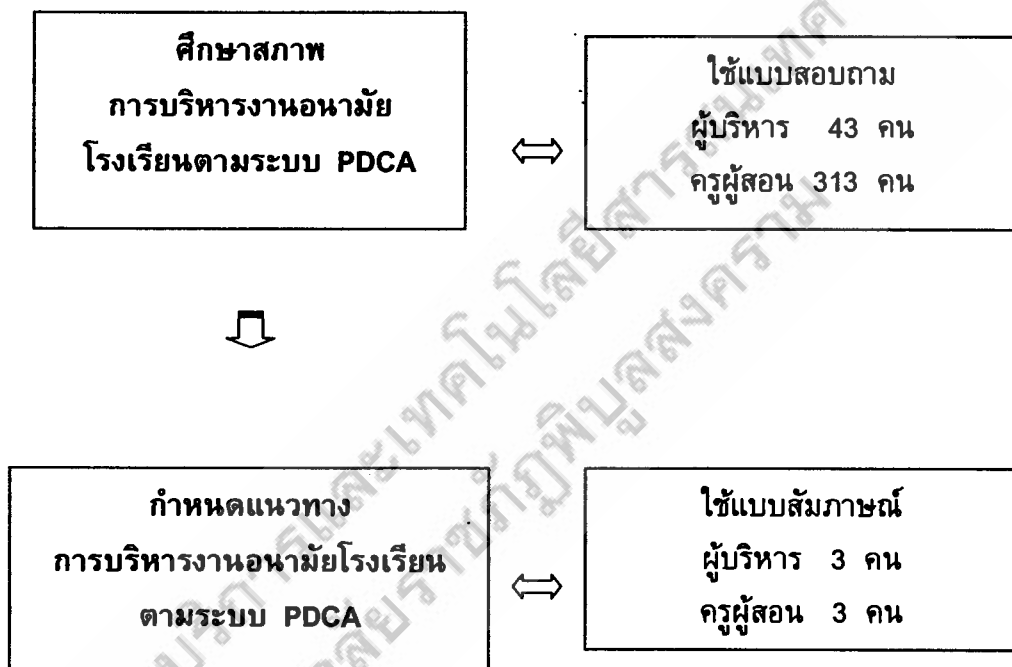 ศึกษาสภาพ
การบริหารงานอนามัย
โรงเรียนตามระบบ PDCA
ใช้แบบสอบถาม
ผู้บริหาร 43 คน
ครูผู้สอน 313 คน
กำหนดแนวทาง
การบริหารงานอนามัยโรงเรียน
ตามระบบ PDCA
ใช้แบบสัมภาษณ์
ผู้บริหาร 3 คน
ครูผู้สอน 3 คน